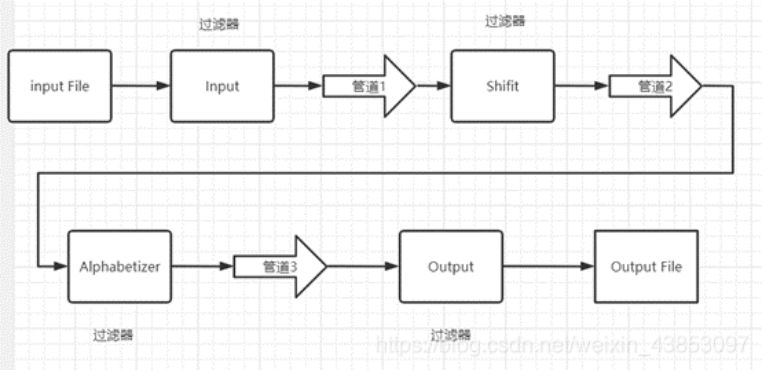 过滤器
过滤器
input File
Input
管道1
Shifit
管道2
Alphabetizer
管道3
Output
Output File
过滤器
过滤器
https://blog.csdn.net/weixin_43853097